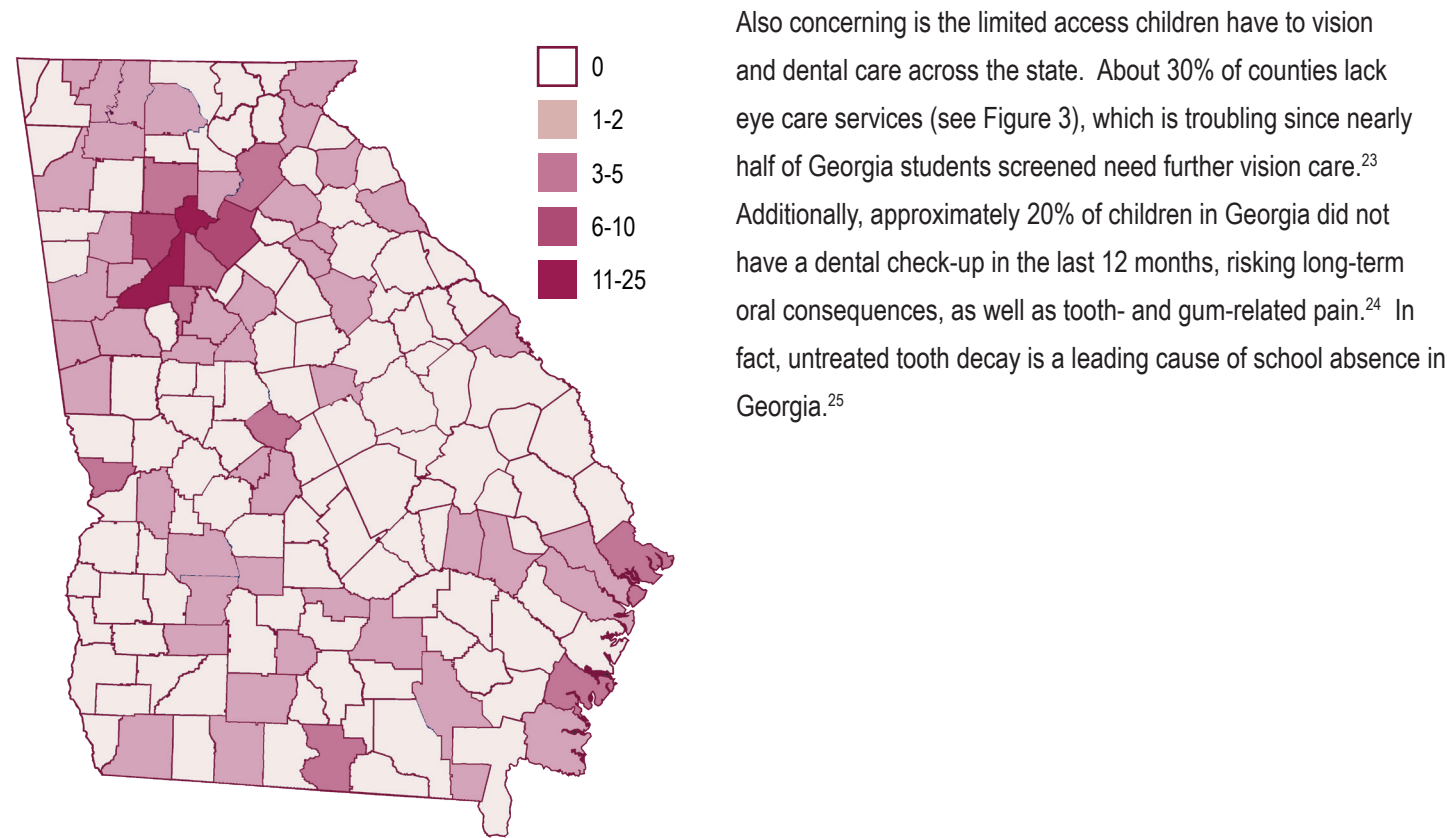 0
1-2
3-5
6-10
11-25
Also concerning is the limited access children have to vision
and dental care across the state.  About 30% of counties lack
eye care services (see Figure 3), which is troubling since nearly
half of Georgia students screened need further vision care.23
Additionally, approximately 20% of children in Georgia did not
have a dental check-up in the last 12 months, risking long-term
oral consequences, as well as tooth- and gum-related pain.24  In
fact, untreated tooth decay is a leading cause of school absence in
Georgia.25